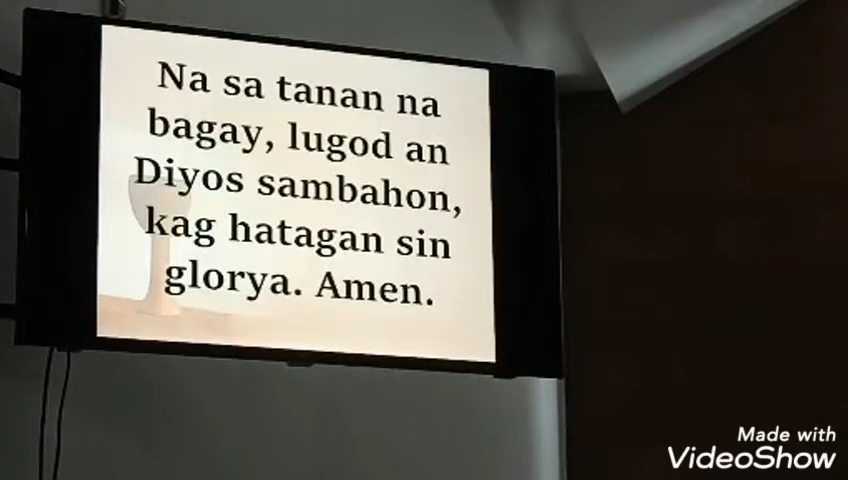 Na sa tanan na
bagay, lugod an
Diyos sambahon,
kag hatagan sin
glorya. Amen.
Made with
VideoShow